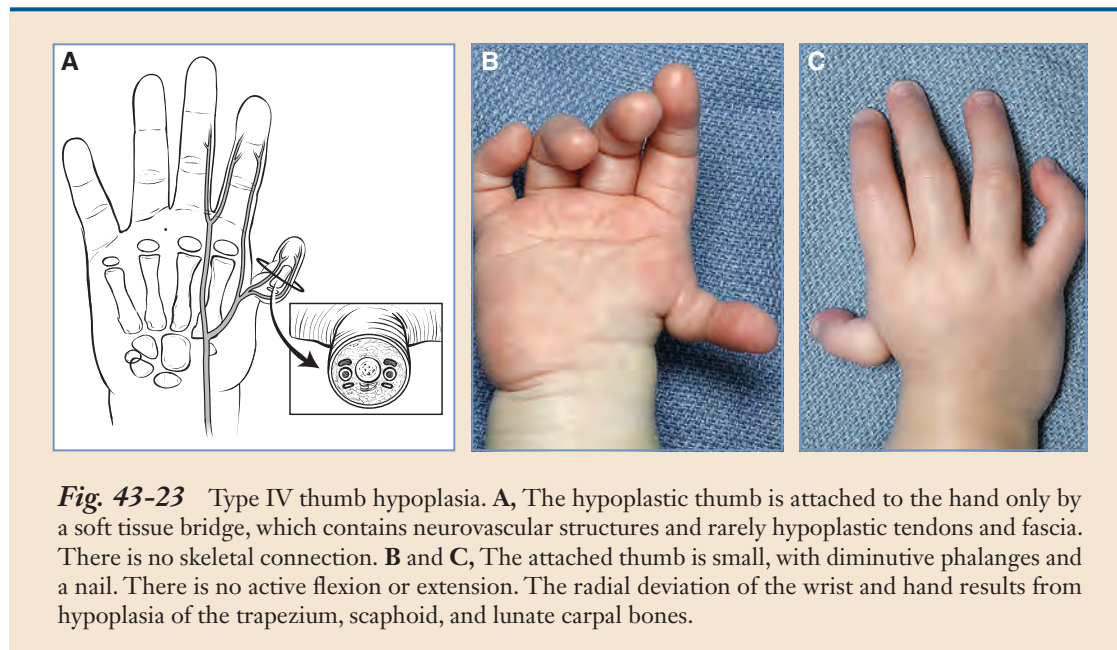 A
B
C
Fig. 43-23 Type IV thumb hypoplasia. A, The hypoplastic thumb is attached to the hand only by
a soft tissue bridge, which contains neurovascular structures and rarely hypoplastic tendons and fascia.
There is no skeletal connection. B and C, The attached thumb is small, with diminutive phalanges and
a nail. There is no active flexion or extension. The radial deviation of the wrist and hand results from
hypoplasia of the trapezium, scaphoid, and lunate carpal bones.